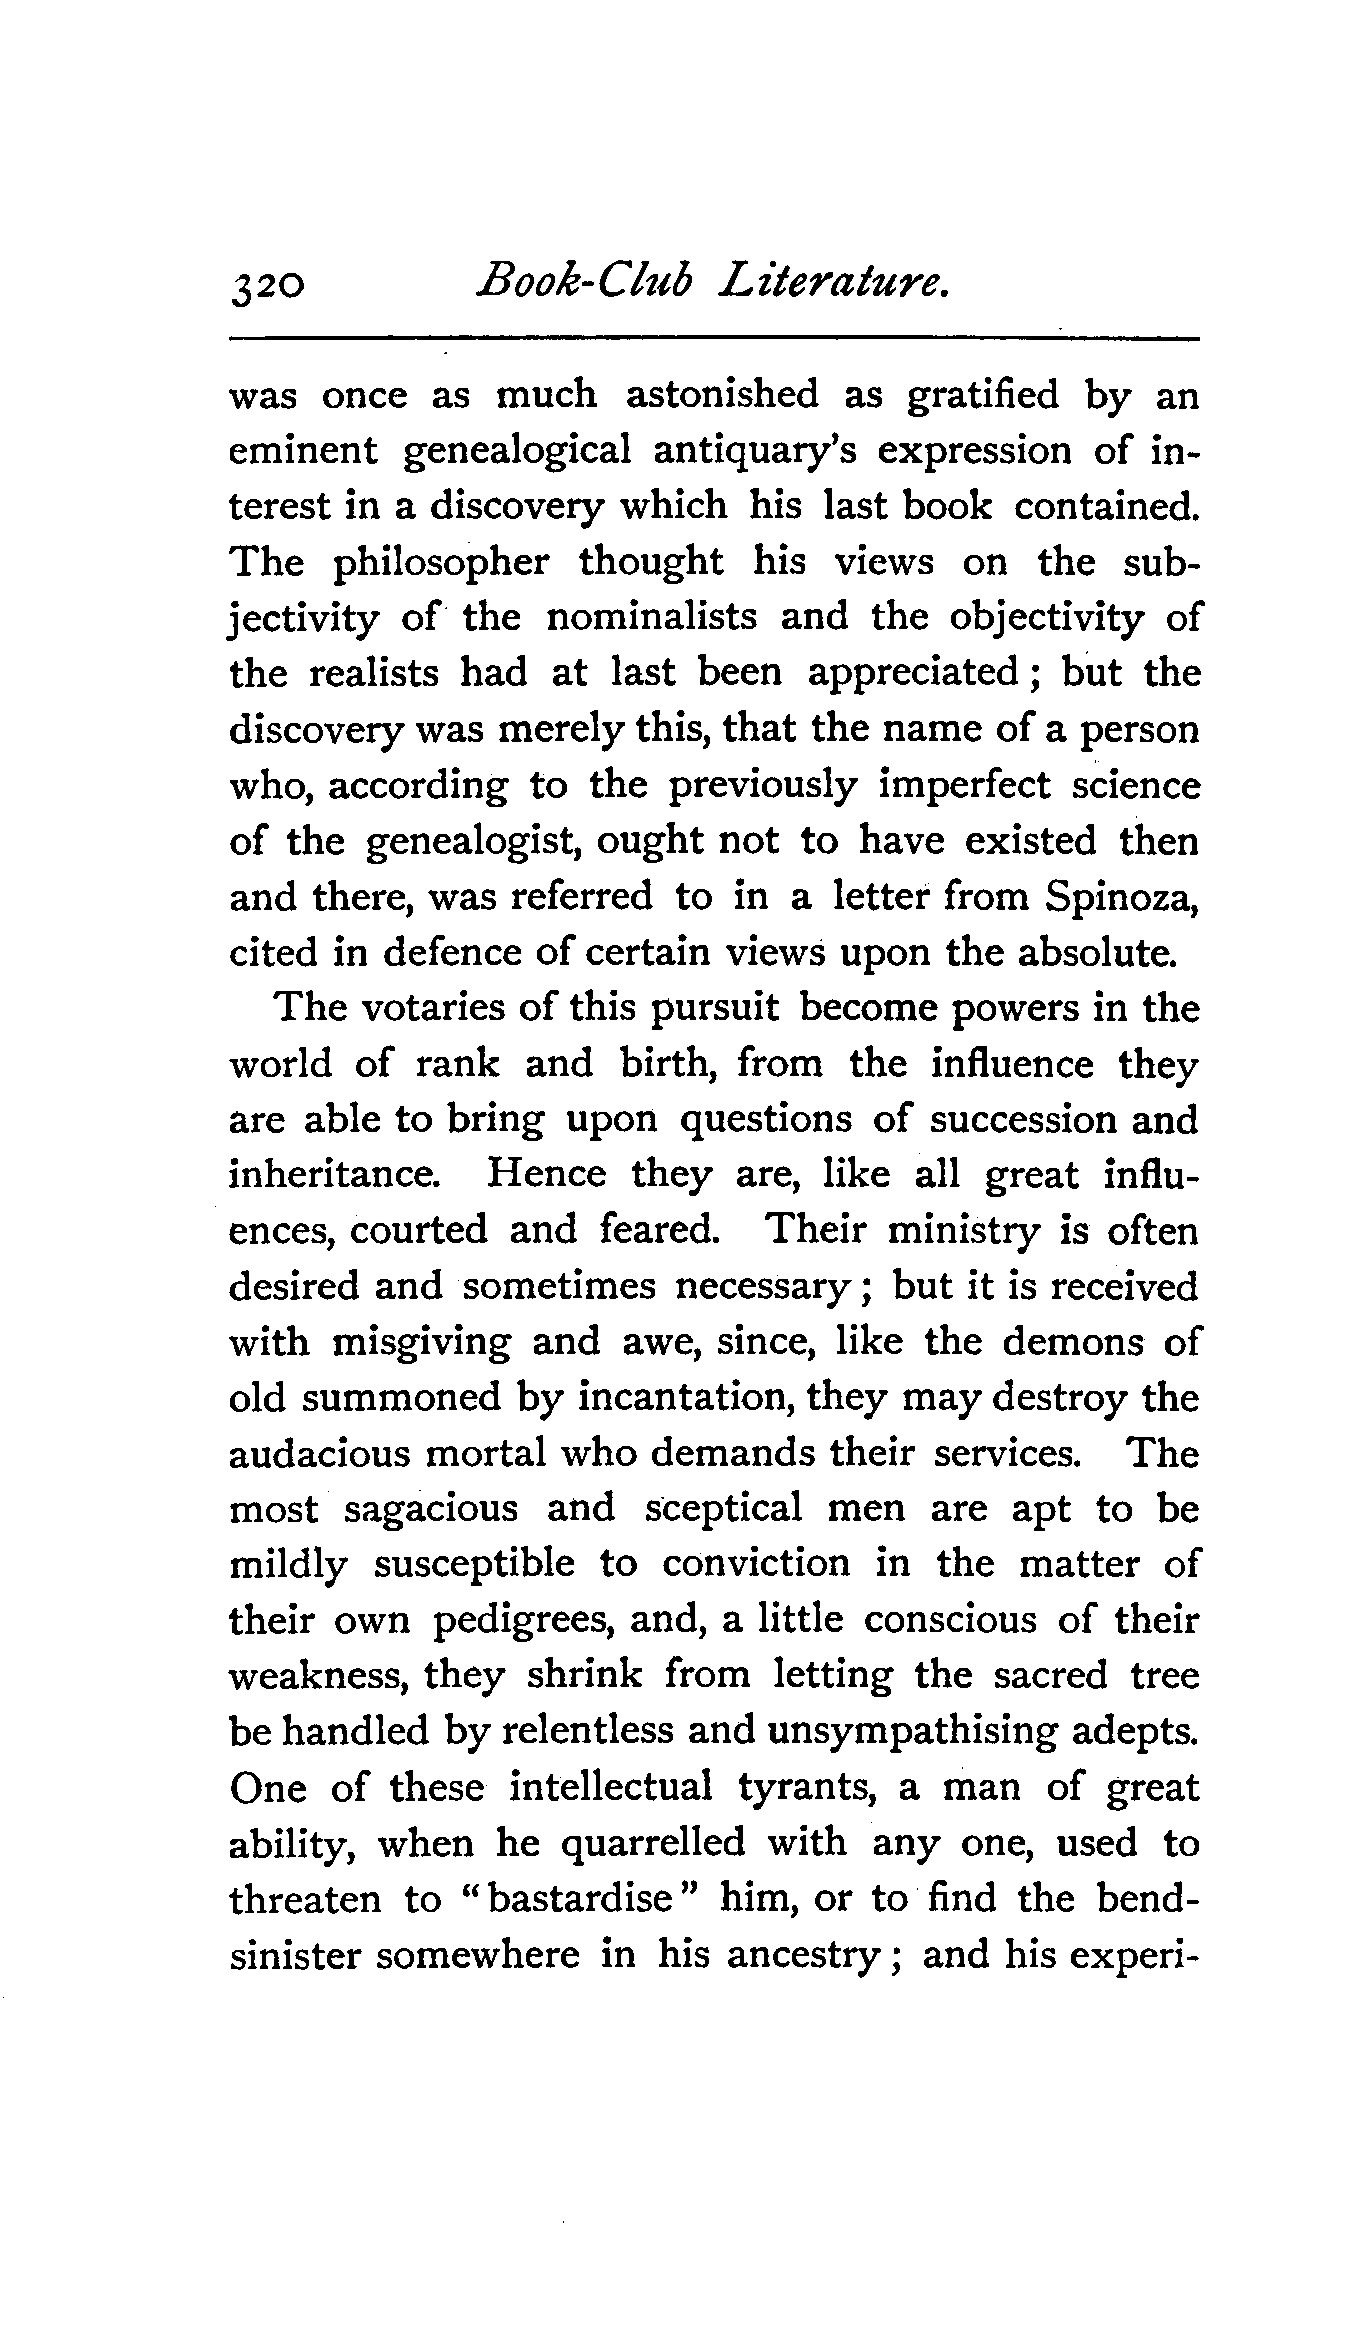 320 Book-Club Literature.
was once as much astonished as gratified by an
eminent genealogical antiquary's expression of in-
terest in a discovery which his last book contained.
The philosopher thought his views on the sub-
jectivity of the nominalists and the objectivity of
the realists had at last been appreciated; but the
discovery was merely this, that the name of a person
who, according to the previously imperfect science
of the genealogist, ought not to have existed then
and there, was referred to in a letter from Spinoza,
cited in defence of certain views upon the absolute.
The votaries of this pursuit become powers in the
world of rank and birth, from the influence they
are able to bring upon questions of succession and
inheritance. Hence they are, like all great influ-
ences, courted and feared. Their ministry is often
desired and sometimes necessary; but it is received
with misgiving and awe, since, like the demons of
old summoned by incantation, they may destroy the
audacious mortal who demands their services. The
most sagacious and sceptical men are apt to be
mildly susceptible to conviction in the matter of
their own pedigrees, and, a little conscious of their
weakness, they shrink from letting the sacred tree
be handled by relentless and unsympathising adepts.
One of these intellectual tyrants, a man of great
ability, when he quarrelled with any one, used to
threaten to "bastardise" him, or to find the bend-
sinister somewhere in his ancestry; and his experi-